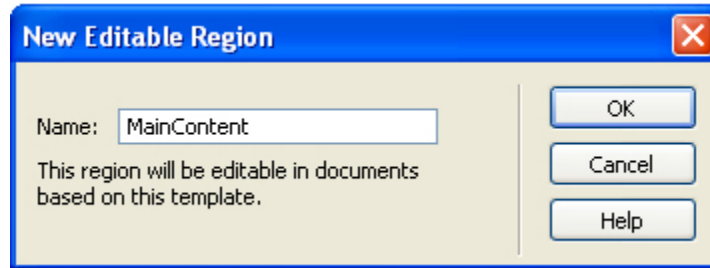 New Editable Region
Name: MainContent
This region will be editable in documents
based on this template.
OK
Cancel
Help